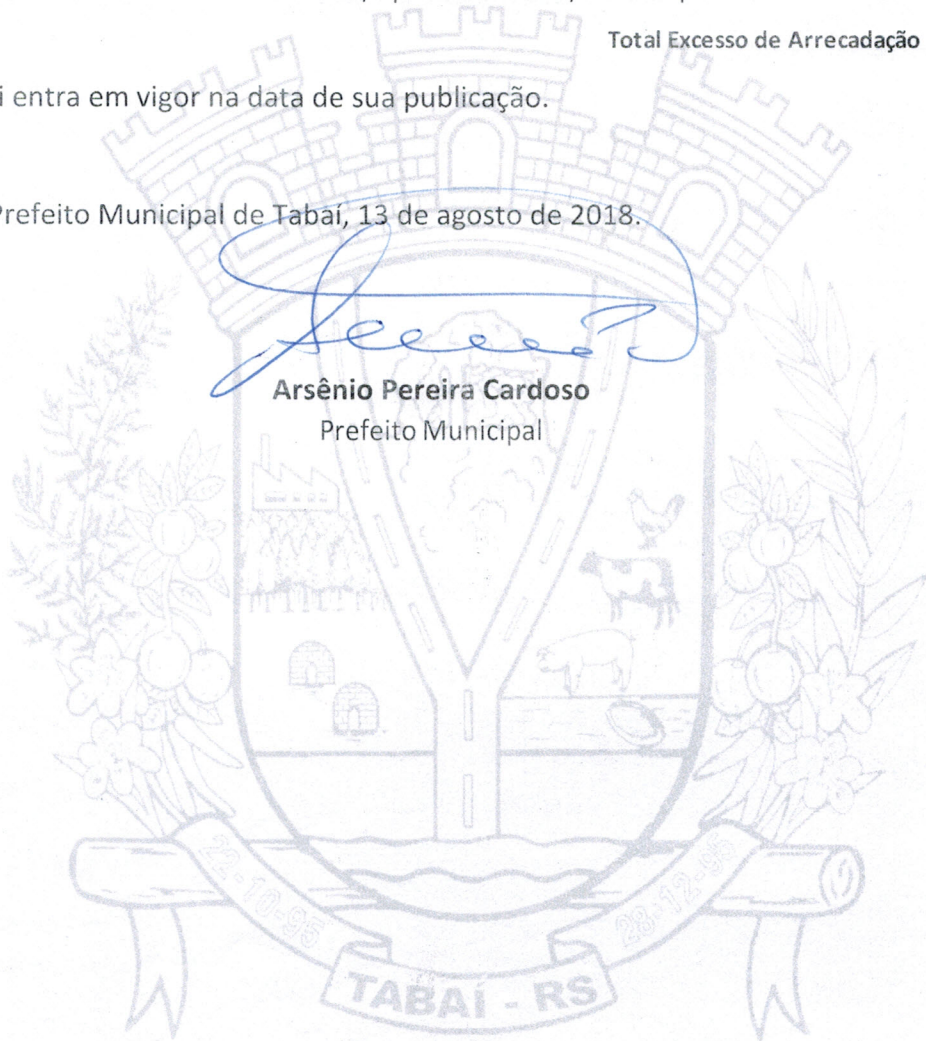 Total Excesso de Arrecadação
i entra em vigor na data de sua publicação.
Prefeito Municipal de Tabaí, 13 de agosto de 2018.
Arsênio Pereira Cardoso
Prefeito Municipal
22-10-95
28-12-95
TABAÍ - RS